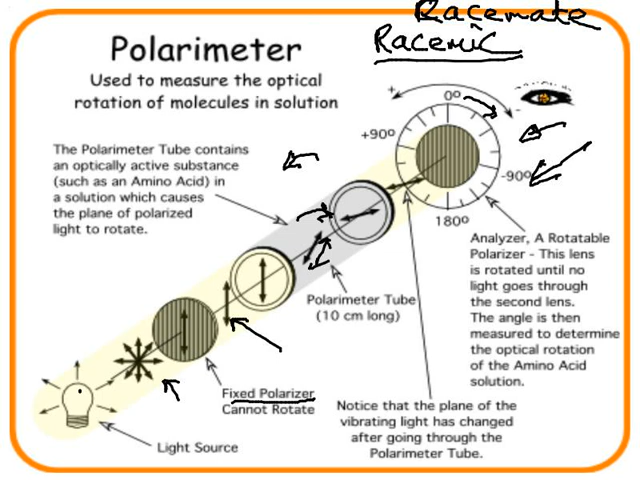 Racemate
Racemic
Polarimeter
Used to measure the optical
rotation of molecules in solution
The Polarimeter Tube contains
an optically active substance
(such as an Amino Acid) in
a solution which causes
the plane of polarized
light to rotate.
+
-
0°
+90°
-90°
180°
Analyzer, A Rotatable
Polarizer - This lens
is rotated until no
light goes through
the second lens.
The angle is then
measured to determine
the optical rotation
of the Amino Acid
solution.
Polarimeter Tube
(10 cm long)
Fixed Polarizer
Cannot Rotate
Notice that the plane of the
vibrating light has changed
after going through the
Polarimeter Tube.
Light Source